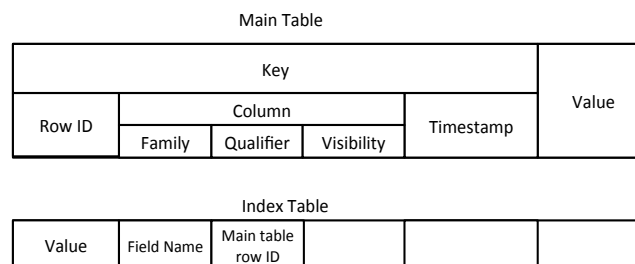 Main Table
Key
Value
Row ID
Column
Timestamp
Family
Qualifier
Visibility
Index Table
Value
Field Name
Main table
row ID